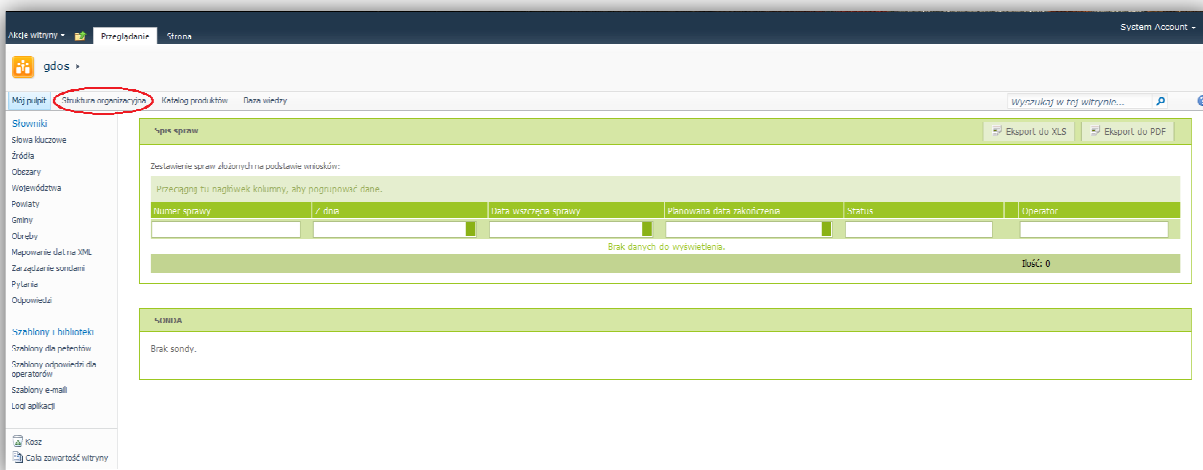 System Account
Akcje witryny
Przeglądanie
Strona
gdos
Mój pulpit
Struktura organizacyjna
Katalog produktów
Baza wiedzy
Wyszukaj w tej witrynie...
Słowniki
Słowa kluczowe
Źródła
Obszary
Województwa
Powiaty
Gminy
Obręby
Mapowanie dat na XML
Zarządzanie sondami
Pytania
Odpowiedzi
Szablony i biblioteki
Szablony dla petentów
Szablony odpowiedzi dla
operatorów
Szablony e-maili
Logi aplikacji
Kosz
Cała zawartość witryny
Spis spraw
Eksport do XLS
Eksport do PDF
Zestawienie spraw złożonych na podstawie wniosków:
Przeciągnij tu nagłówek kolumny, aby pogrupować dane.
Numer sprawy
Z dnia
Data wszczęcia sprawy
Planowana data zakończenia
Status
Operator
Brak danych do wyświetlenia.
Ilość: 0
SONDA
Brak sondy.